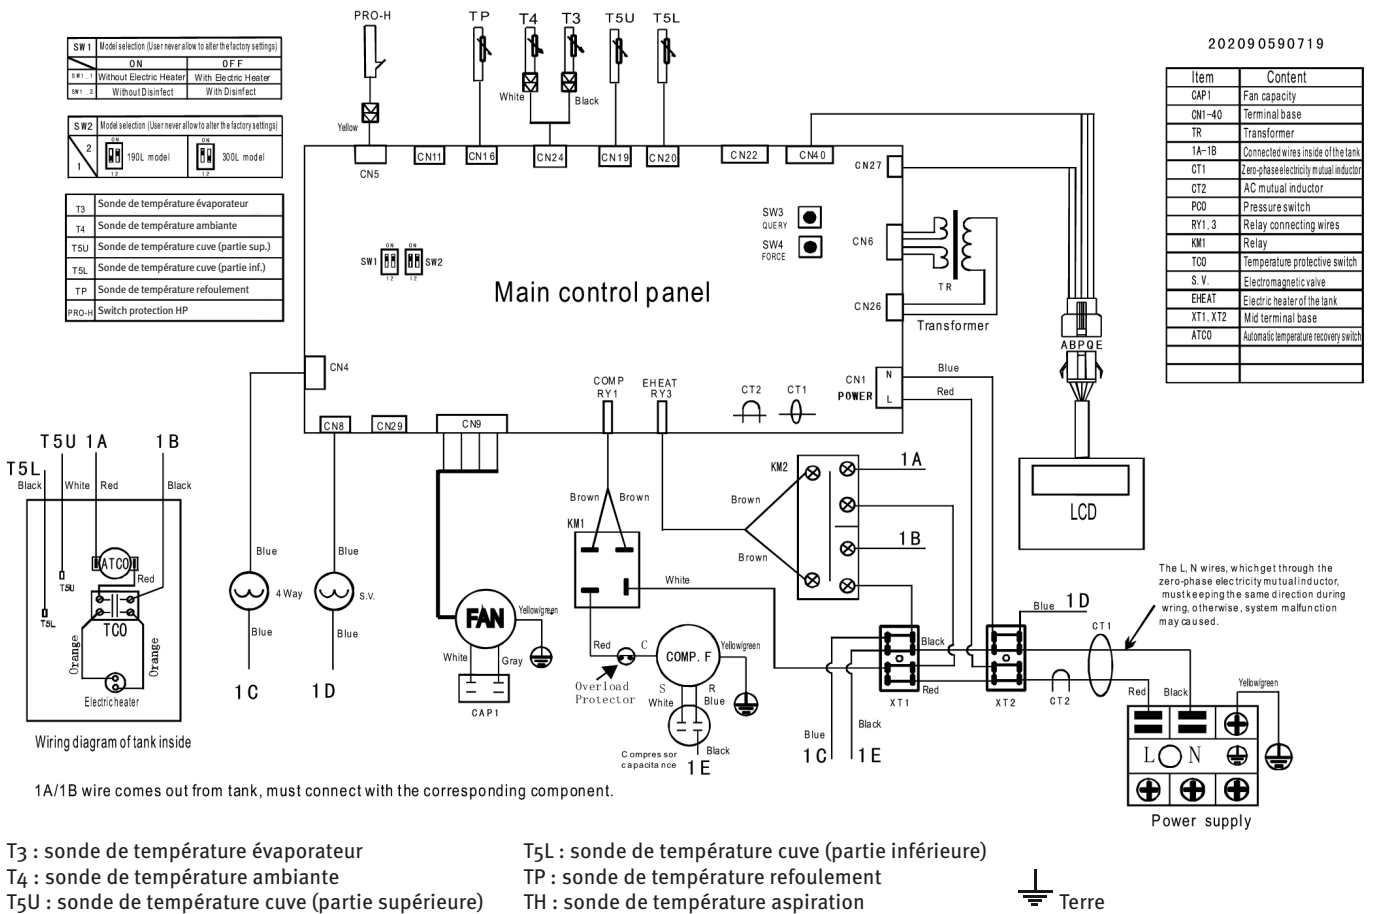 PRO-H
TP
T4
T3
T5U
T5L
202090590719
SW1 Model selection (User never allow to alter the factory settings)
ON OFF
SW1_1 Without Electric Heater With Electric Heater
SW1_2 Without Disinfect With Disinfect
SW2 Model selection (User never allow to alter the factory settings)
2
1
ON
12
190L model
ON
12
300L model
T3 Sonde de température évaporateur
T4 Sonde de température ambiante
T5U Sonde de température cuve (partie sup.)
T5L Sonde de température cuve (partie inf.)
TP Sonde de température refoulement
PRO-H Switch protection HP
Item Content
CAP1 Fan capacity
CN1-40 Terminal base
TR Transformer
1A-1B Connected wires inside of the tank
CT1 Zero-phase electricity mutual inductor
CT2 AC mutual inductor
PC0 Pressure switch
RY1, 3 Relay connecting wires
KM1 Relay
TC0 Temperature protective switch
S. V. Electromagnetic valve
EHEAT Electric heater of the tank
XT1, XT2 Mid terminal base
ATC0 Automatic temperature recovery switch
White
Black
Yellow
CN5
CN11
CN16
CN24
CN19
CN20
CN22
CN40
CN27
SW3
QUERY
SW4
FORCE
CN6
TR
CN26
Transformer
SW1
ON
12
ON
12
SW2
Main control panel
CN4
COMP
RY1
EHEAT
RY3
CT2
CT1
CN1
POWER
N
L
Blue
Red
ABPQE
LCD
CN8
CN29
CN9
T5U 1A 1B
T5L
Black White Red Black
ATCO
Red
T5U
T5L
TCO
Orange
Orange
Electric heater
Wiring diagram of tank inside
Blue
4 Way
Blue
1C
Blue
S.V.
Blue
1D
FAN
Yellow/green
White
Gray
CAP1
Brown
Brown
KM1
White
Red
C
Overload
Protector
COMP. F
Yellow/green
S
R
White
Blue
Compressor
capacitance
Black
1E
KM2
Brown
Brown
1A
1B
Black
Red
XT1
Blue
Black
1C
1E
Blue
1D
XT2
CT1
CT2
The L, N wires, which get through the
zero-phase electricity mutual inductor,
must keeping the same direction during
wring, otherwise, system malfunction
may caused.
Red
Black
Yellow/green
L
N
Power supply
1A/1B wire comes out from tank, must connect with the corresponding component.
T3 : sonde de température évaporateur
T4 : sonde de température ambiante
T5U : sonde de température cuve (partie supérieure)
T5L : sonde de température cuve (partie inférieure)
TP : sonde de température refoulement
TH : sonde de température aspiration
Terre